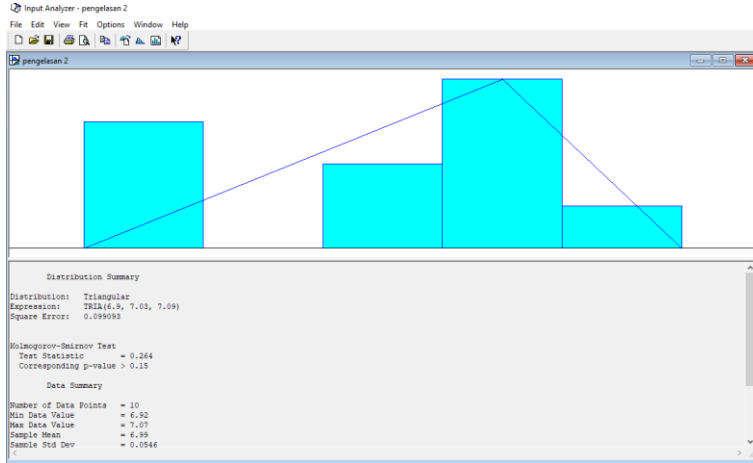 Input Analyzer - pengelasan 2
File Edit View Fit Options Window Help
pengelasan 2
Distribution Summary
Distribution: Triangular
Expression: TRIA(6.9, 7.03, 7.09)
Square Error: 0.099093
Kolmogorov-Smirnov Test
Test Statistic = 0.264
Corresponding p-value > 0.15
Data Summary
Number of Data Points = 10
Min Data Value = 6.92
Max Data Value = 7.07
Sample Mean = 6.99
Sample Std Dev = 0.0546